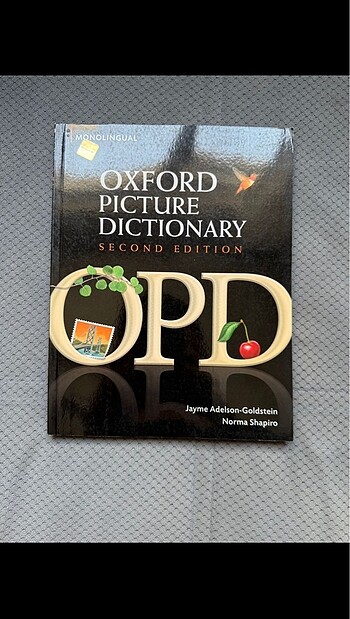 MONOLINGUAL
OXFORD
PICTURE
DICTIONARY
SECOND EDITION
OPD
Jayme Adelson-Goldstein
Norma Shapiro